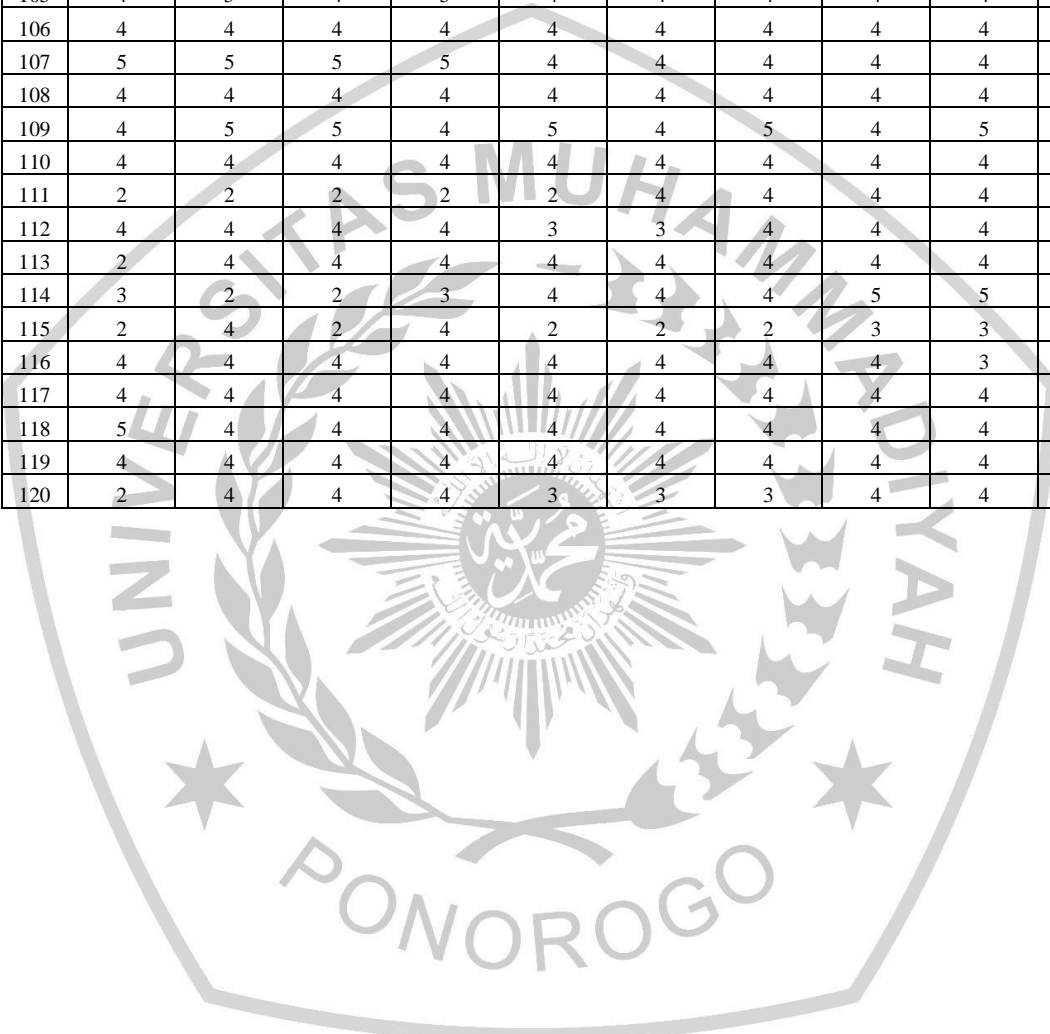 106 4 4 4 4 4 4 4 4 4
107 5 5 5 5 4 4 4 4 4
108 4 4 4 4 4 4 4 4 4
109 4 5 5 4 5 4 5 4 5
110 4 4 4 4 4 4 4 4 4
111 2 2 2 2 2 4 4 4 4
112 4 4 4 4 3 3 4 4 4
113 2 4 4 4 4 4 4 4 4
114 3 2 2 3 4 4 4 5 5
115 2 4 2 4 2 2 2 3 3
116 4 4 4 4 4 4 4 4 3
117 4 4 4 4 4 4 4 4 4
118 5 4 4 4 4 4 4 4 4
119 4 4 4 4 4 4 4 4 4
120 2 4 4 4 3 3 3 4 4
UNIVERSITAS MUHAMMADIYAH
PONOROGO